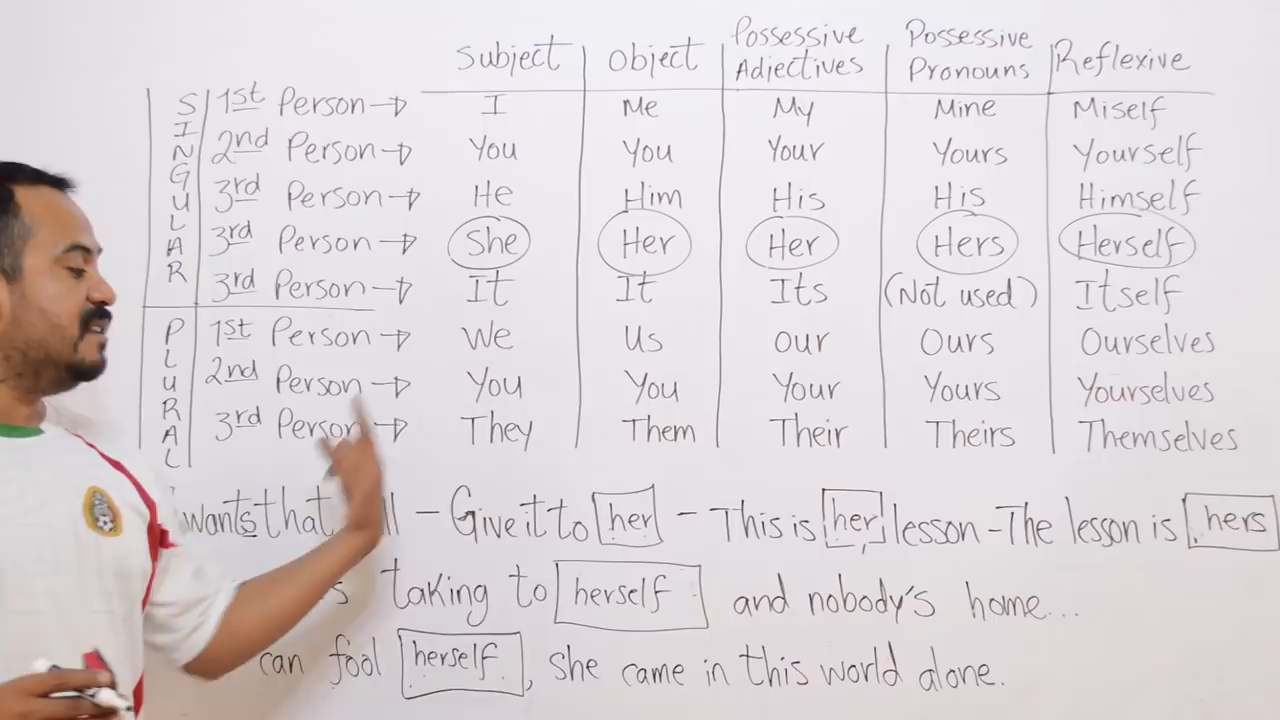 Subject Object Possessive Adjectives Possessive Pronouns Reflexive
SINGULAR
1st Person I Me My Mine Miself
2nd Person You You Your Yours Yourself
3rd Person He Him His His Himself
3rd Person She Her Her Hers Herself
3rd Person It It Its (Not used) Itself
PLURAL
1st Person We Us Our Ours Ourselves
2nd Person You You Your Yours Yourselves
3rd Person They Them Their Theirs Themselves
wants that - Give it to her - This is her lesson - The lesson is hers
taking to herself and nobody's home...
can fool herself, she came in this world alone.